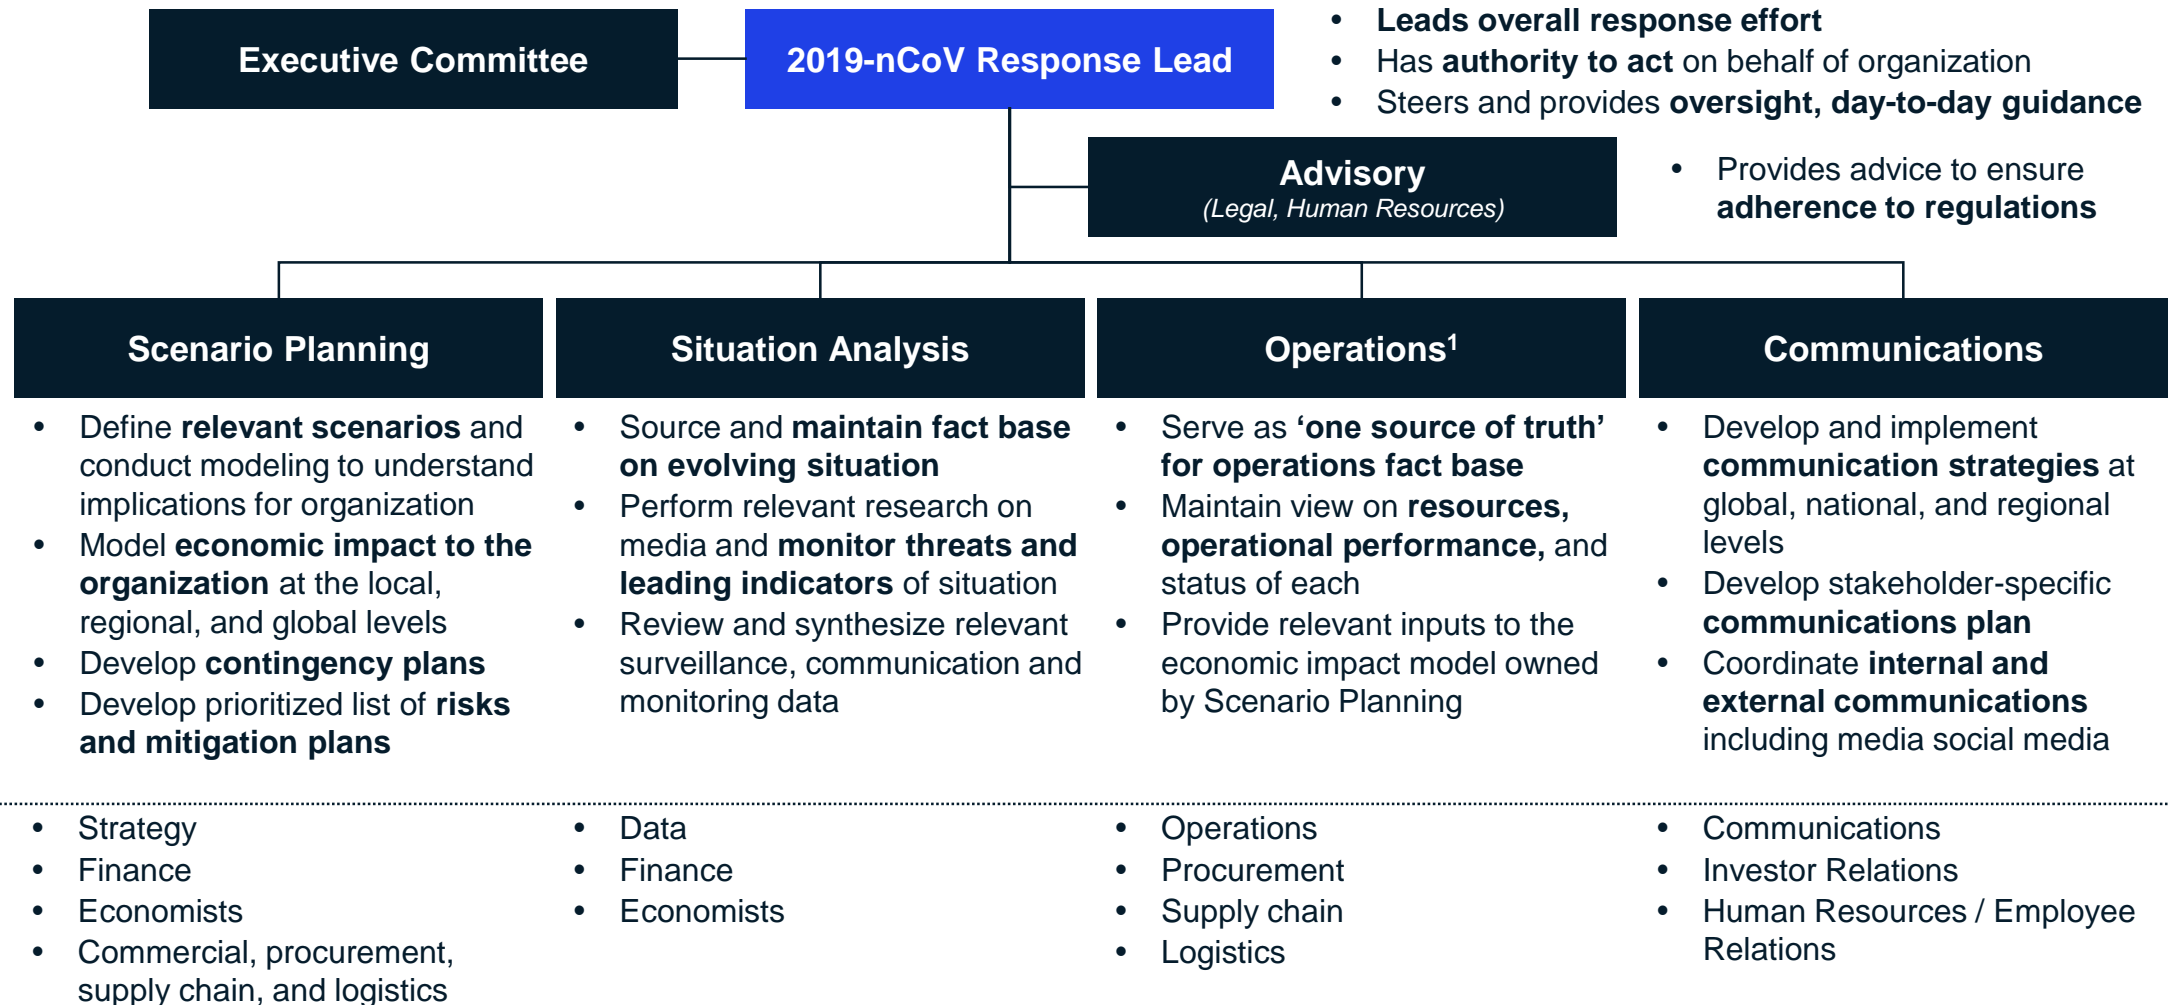 Executive Committee
2019-nCoV Response Lead
• Leads overall response effort
• Has authority to act on behalf of organization
• Steers and provides oversight, day-to-day guidance
Advisory
(Legal, Human Resources)
• Provides advice to ensure
adherence to regulations
Scenario Planning
• Define relevant scenarios and
conduct modeling to understand
implications for organization
• Model economic impact to the
organization at the local,
regional, and global levels
• Develop contingency plans
• Develop prioritized list of risks
and mitigation plans
• Strategy
• Finance
• Economists
• Commercial, procurement,
supply chain, and logistics
Situation Analysis
• Source and maintain fact base
on evolving situation
• Perform relevant research on
media and monitor threats and
leading indicators of situation
• Review and synthesize relevant
surveillance, communication and
monitoring data
• Data
• Finance
• Economists
Operations¹
• Serve as ‘one source of truth’
for operations fact base
• Maintain view on resources,
operational performance, and
status of each
• Provide relevant inputs to the
economic impact model owned
by Scenario Planning
• Operations
• Procurement
• Supply chain
• Logistics
Communications
• Develop and implement
communication strategies at
global, national, and regional
levels
• Develop stakeholder-specific
communications plan
• Coordinate internal and
external communications
including media social media
• Communications
• Investor Relations
• Human Resources / Employee
Relations